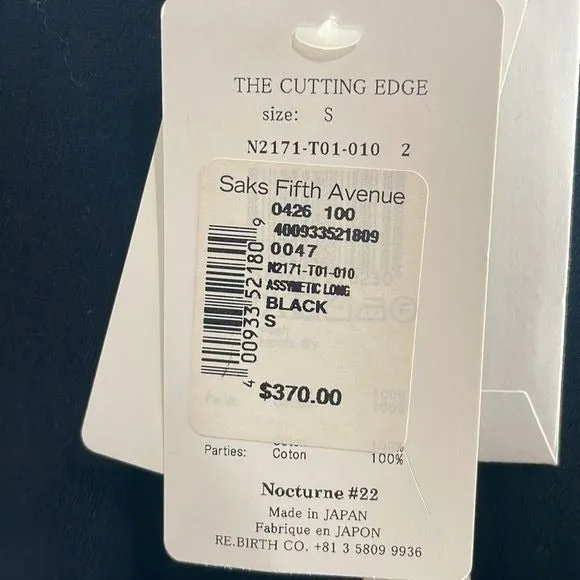 THE CUTTING EDGE
size: S
N2171-T01-010 2
Saks Fifth Avenue
0426 100
400933521809
0047
N2171-T01-010
ASSYMETIC LONG
BLACK
S
4 00933 52180 9
$370.00
Parties: Coton 100%
Nocturne #22
Made in JAPAN
Fabrique en JAPON
RE.BIRTH CO. +81 3 5809 9936